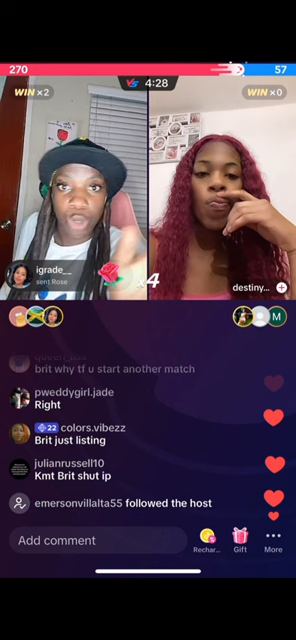 270
57
WIN ×2
VS 4:28
WIN ×0
igrade__
sent Rose
x4
destiny...
brit why tf u start another match
pweddygirl.jade
Right
22 colors.vibezz
Brit just listing
julianrussell10
Kmt Brit shut ip
emersonvillalta55 followed the host
Add comment
Rechar...
Gift
More
M